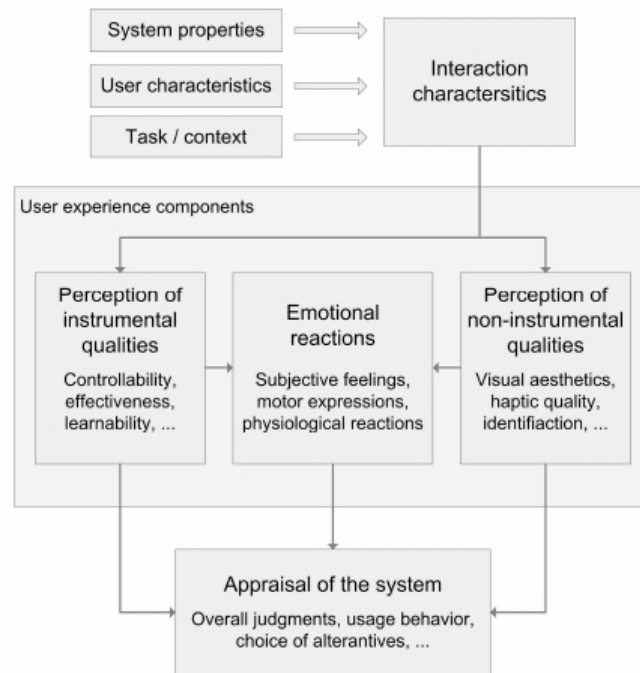 System properties
User characteristics
Task / context
Interaction
charactersitics
User experience components
Perception of
instrumental
qualities
Controllability,
effectiveness,
learnability, ...
Emotional
reactions
Subjective feelings,
motor expressions,
physiological reactions
Perception of
non-instrumental
qualities
Visual aesthetics,
haptic quality,
identifiaction, ...
Appraisal of the system
Overall judgments, usage behavior,
choice of alterantives, ...